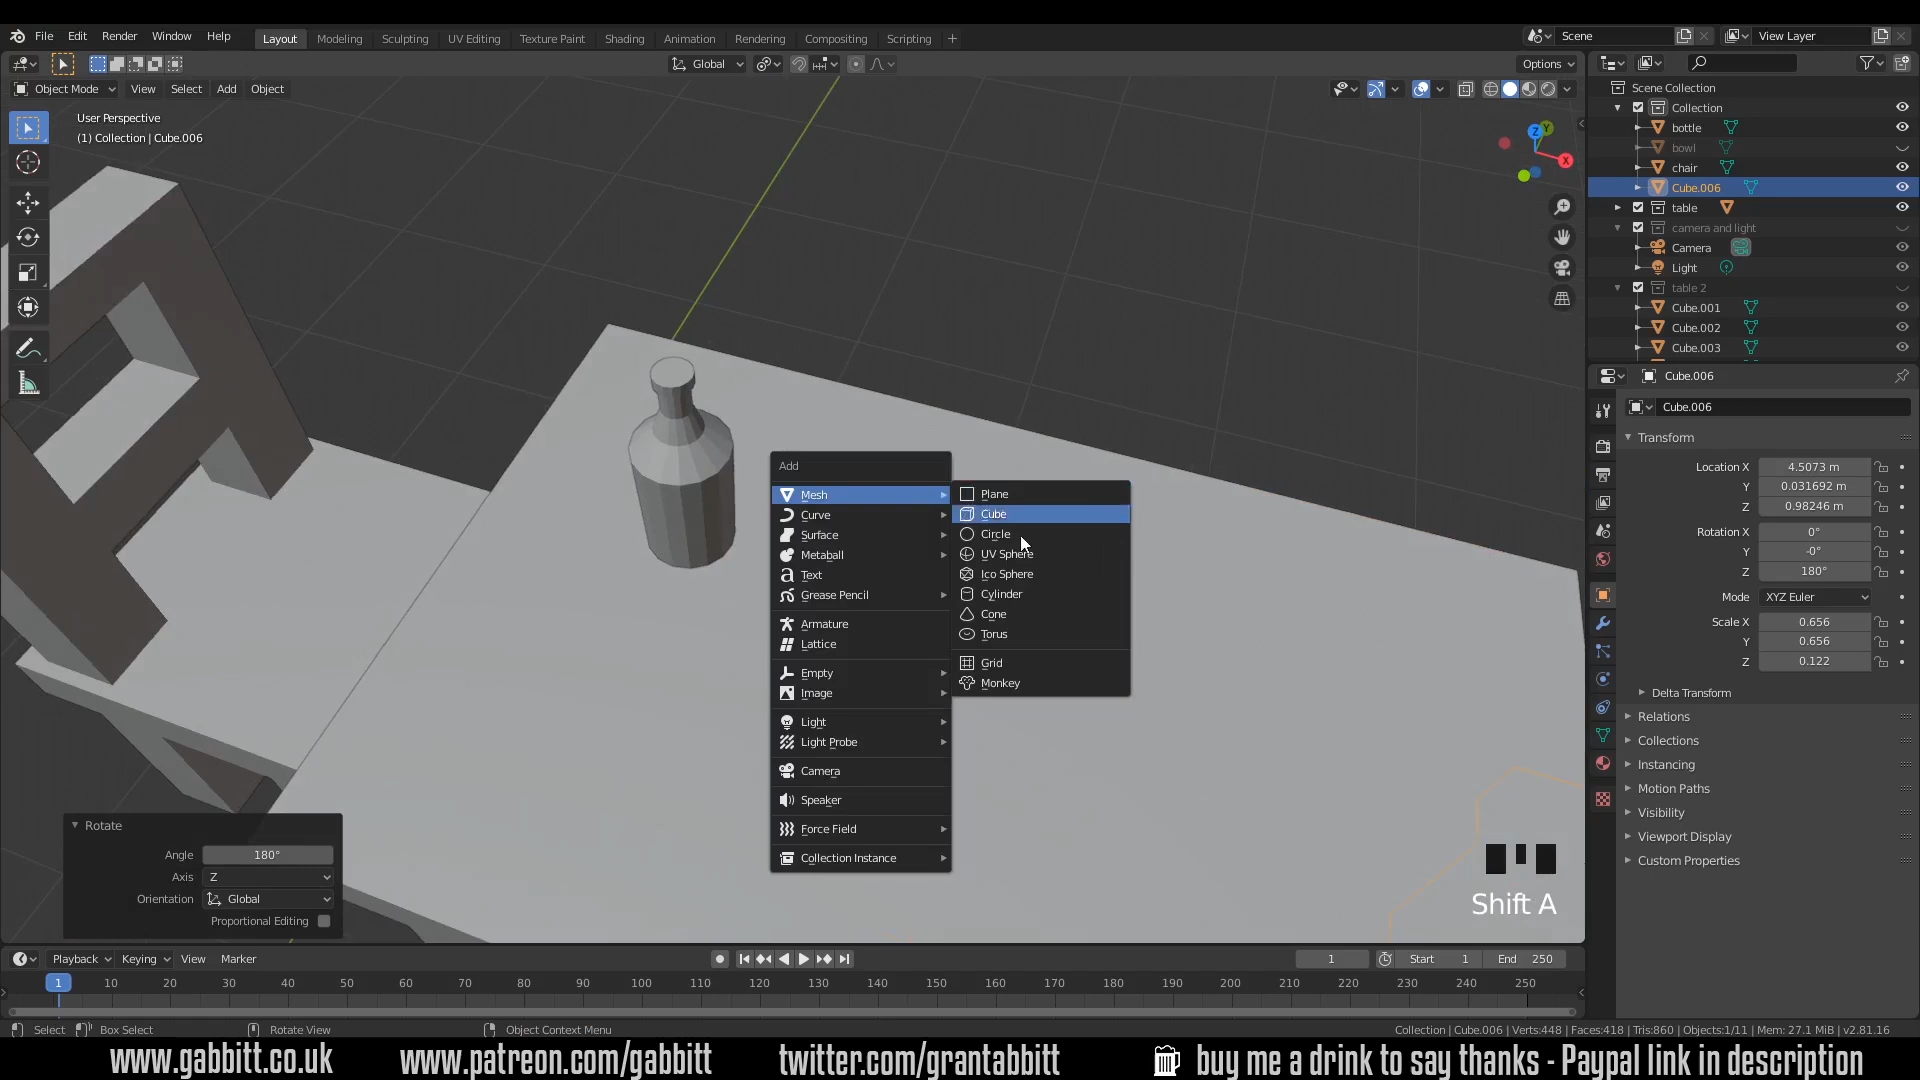 File Edit Render Window Help
Layout Modeling Sculpting UV Editing Texture Paint Shading Animation Rendering Compositing Scripting +
Scene View Layer
Global Options
Object Mode View Select Add Object
User Perspective
(1) Collection | Cube.006
Z Y X
Scene Collection
Collection
bottle
bowl
chair
Cube.006
table
camera and light
Camera
Light
table 2
Cube.001
Cube.002
Cube.003
Add
Mesh
Curve
Surface
Metaball
Text
Grease Pencil
Armature
Lattice
Empty
Image
Light
Light Probe
Camera
Speaker
Force Field
Collection Instance
Plane
Cube
Circle
UV Sphere
Ico Sphere
Cylinder
Cone
Torus
Grid
Monkey
Cube.006
Cube.006
Transform
Location X 4.5073 m
Y 0.031692 m
Z 0.98246 m
Rotation X 0°
Y -0°
Z 180°
Mode XYZ Euler
Scale X 0.656
Y 0.656
Z 0.122
Delta Transform
Relations
Collections
Instancing
Motion Paths
Visibility
Viewport Display
Custom Properties
Rotate
Angle 180°
Axis Z
Orientation Global
Proportional Editing
Shift A
Playback Keying View Marker
1 Start 1 End 250
1 10 20 30 40 50 60 70 80 90 100 110 120 130 140 150 160 170 180 190 200 210 220 230 240 250
Select Box Select Rotate View Object Context Menu
Collection | Cube.006 | Verts:448 | Faces:418 | Tris:860 | Objects:1/11 | Mem: 27.1 MiB | v2.81.16
www.gabbitt.co.uk www.patreon.com/gabbitt twitter.com/grantabbitt buy me a drink to say thanks - Paypal link in description